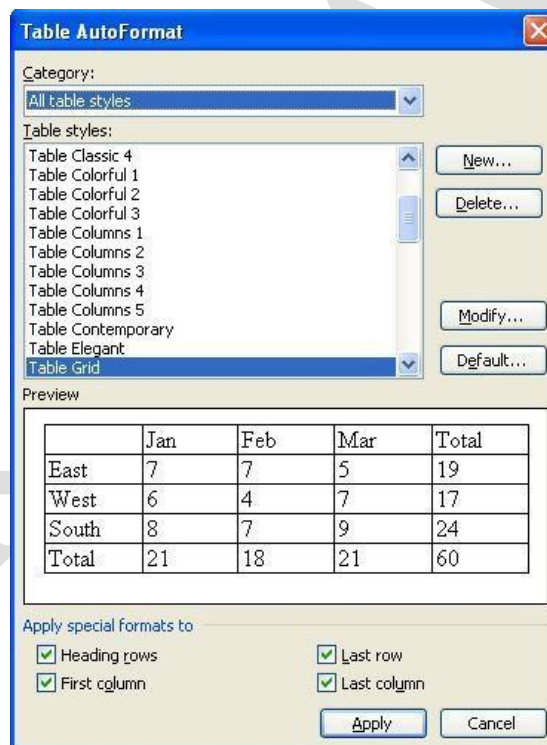 Table AutoFormat
Category:
All table styles
Table styles:
Table Classic 4
Table Colorful 1
Table Colorful 2
Table Colorful 3
Table Columns 1
Table Columns 2
Table Columns 3
Table Columns 4
Table Columns 5
Table Contemporary
Table Elegant
Table Grid
New...
Delete...
Modify...
Default...
Preview
Jan Feb Mar Total
East 7 7 5 19
West 6 4 7 17
South 8 7 9 24
Total 21 18 21 60
Apply special formats to
Heading rows
Last row
First column
Last column
Apply
Cancel